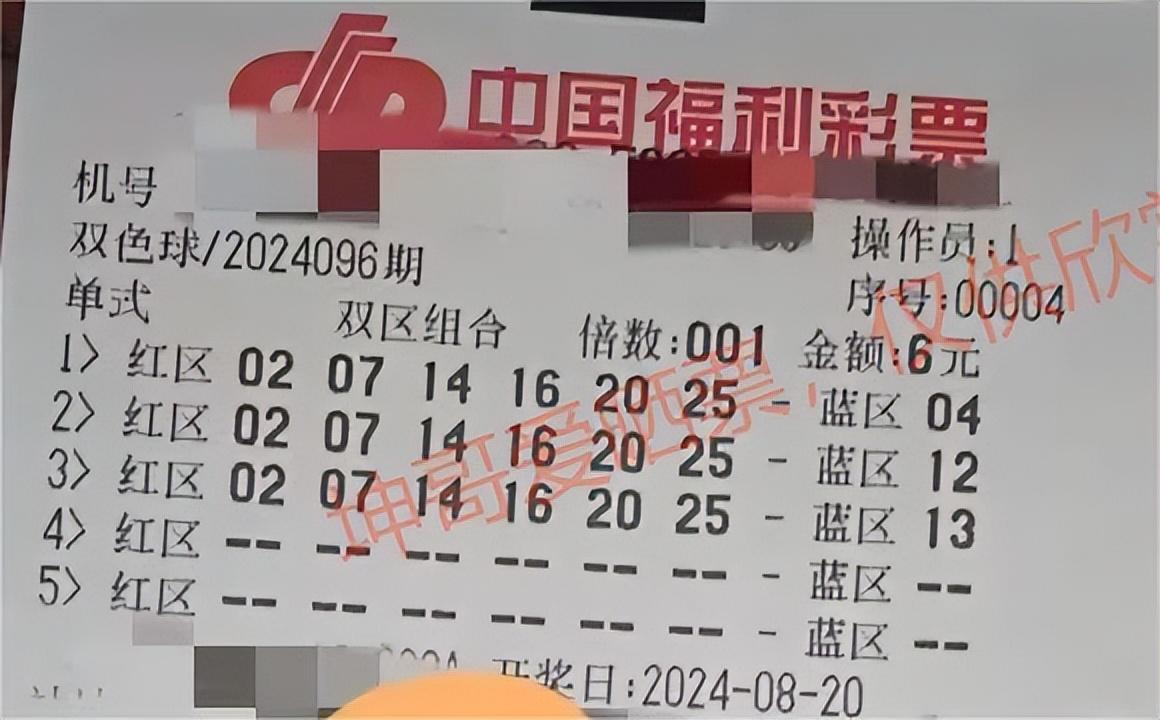 中国福利彩票
机号
双色球/2024096期 操作员:1
单式 双区组合 倍数:001 序号:00004
金额:6元
1> 红区 02 07 14 16 20 25 - 蓝区 04
2> 红区 02 07 14 16 20 25 - 蓝区 12
3> 红区 02 07 14 16 20 25 - 蓝区 13
4> 红区 -- -- -- -- -- -- - 蓝区 --
5> 红区 -- -- -- -- -- -- - 蓝区 --
开奖日:2024-08-20
坤哥爱晒票，仅供欣